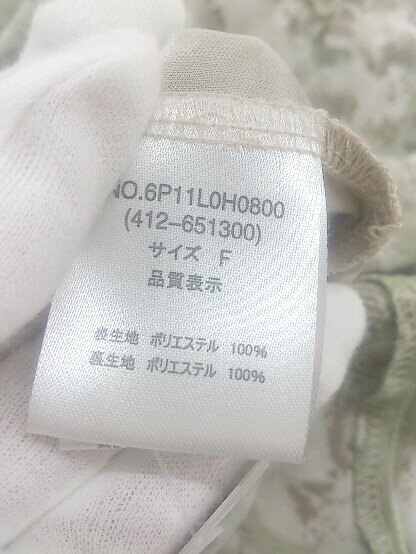 NO.6P11L0H0800
(412-651300)
サイズ F
品質表示
表生地 ポリエステル 100%
裏生地 ポリエステル 100%